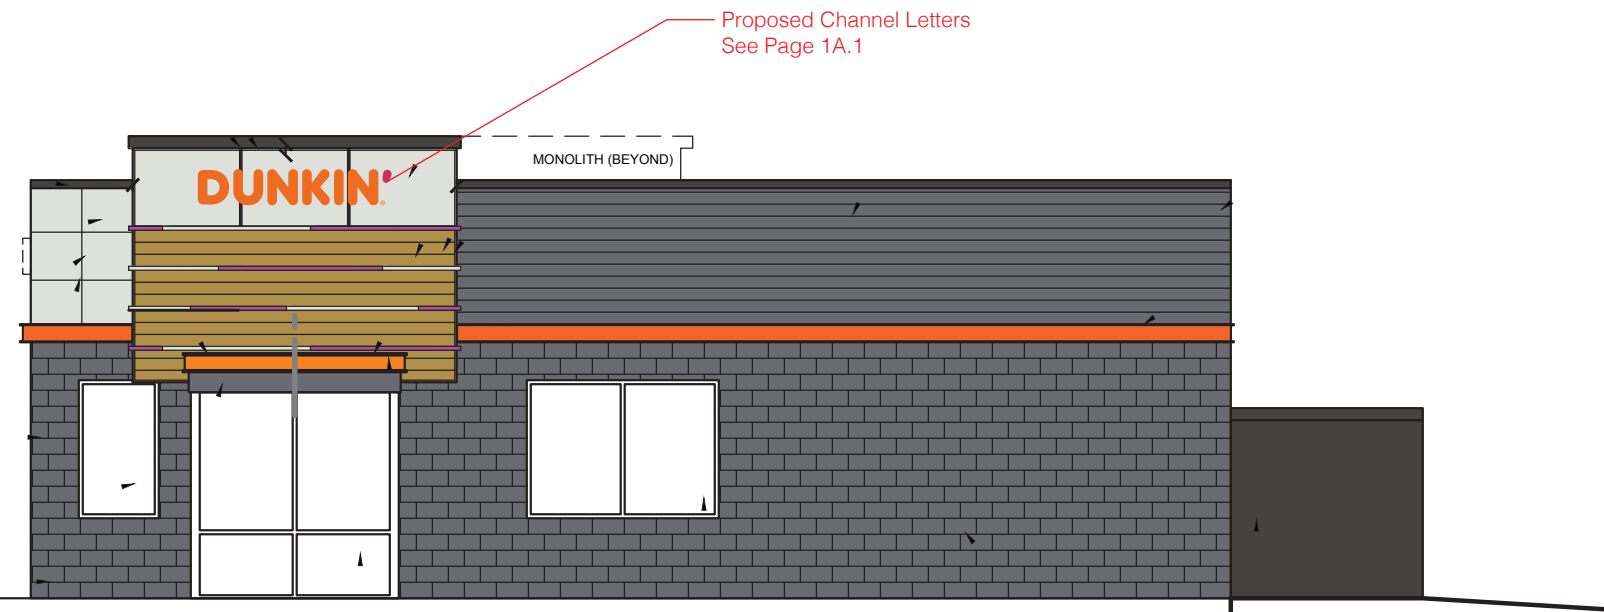 Proposed Channel Letters
See Page 1A.1
MONOLITH (BEYOND)
DUNKIN'